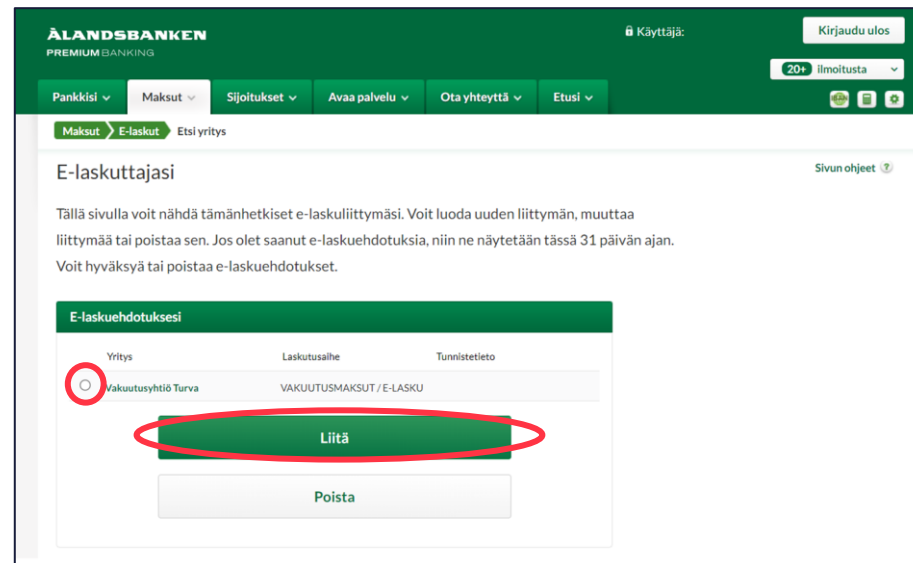 ÅLANDSBANKEN
PREMIUM BANKING
Käyttäjä:
Kirjaudu ulos
20+ ilmoitusta
Pankkisi Maksut Sijoitukset Avaa palvelu Ota yhteyttä Etusi
Maksut E-laskut Etsi yritys
E-laskuttajasi
Sivun ohjeet ?
Tällä sivulla voit nähdä tämänhetkiset e-laskuliittymäsi. Voit luoda uuden liittymän, muuttaa
liittymää tai poistaa sen. Jos olet saanut e-laskuehdotuksia, niin ne näytetään tässä 31 päivän ajan.
Voit hyväksyä tai poistaa e-laskuehdotukset.
E-laskuehdotuksesi
Yritys Laskutusaihe Tunnistetieto
Vakuutusyhtiö Turva VAKUUTUSMAKSUT / E-LASKU
Liitä
Poista